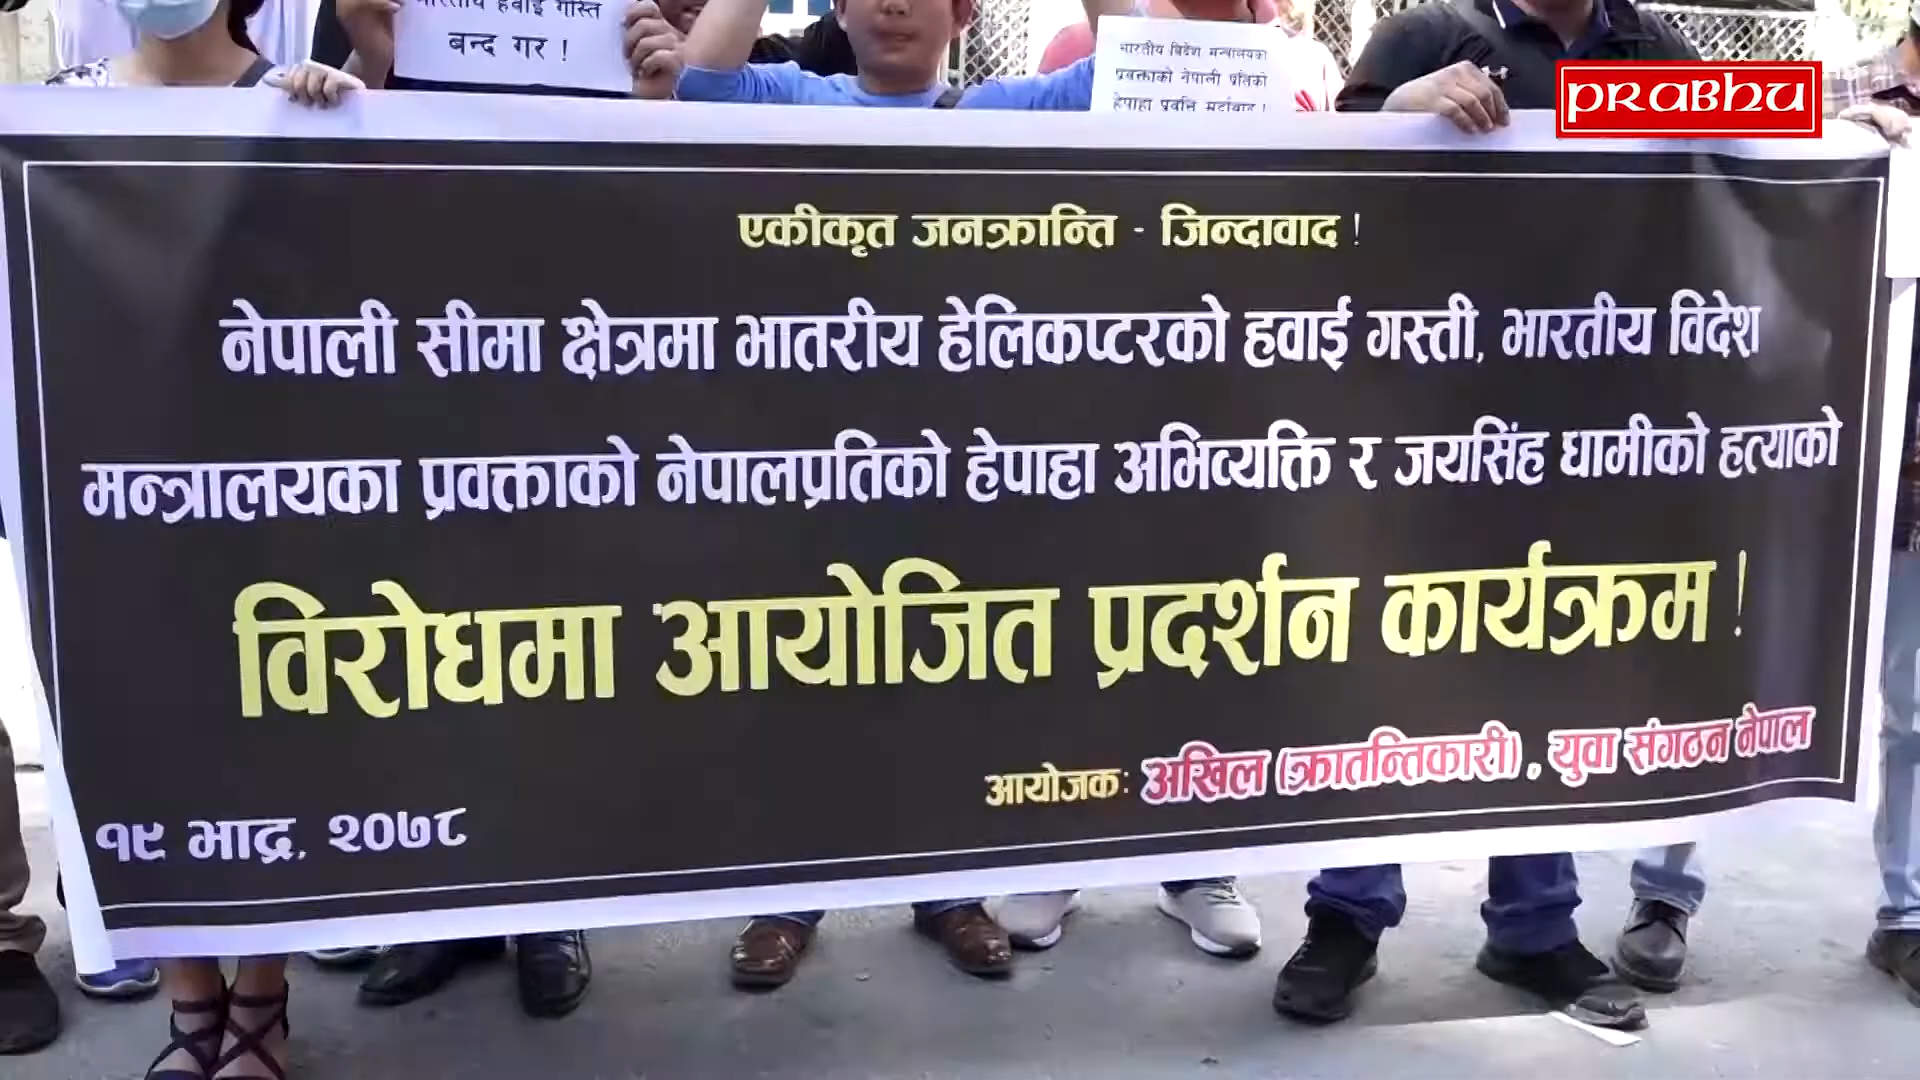 भारतीय हवाई गस्ति
बन्द गर !
भारतीय विदेश मन्त्रालयका
प्रवक्ताको नेपाली प्रतिको
हेपाहा प्रवृत्ति मुर्दावाद !
PRABHU
एकीकृत जनक्रान्ति - जिन्दावाद !
नेपाली सीमा क्षेत्रमा भातरीय हेलिकप्टरको हवाई गस्ती, भारतीय विदेश
मन्त्रालयका प्रवक्ताको नेपालप्रतिको हेपाहा अभिव्यक्ति र जयसिंह धामीको हत्याको
विरोधमा आयोजित प्रदर्शन कार्यक्रम !
आयोजक: अखिल (क्रातन्तिकारी) , युवा संगठन नेपाल
१९ भाद्र, २०७८